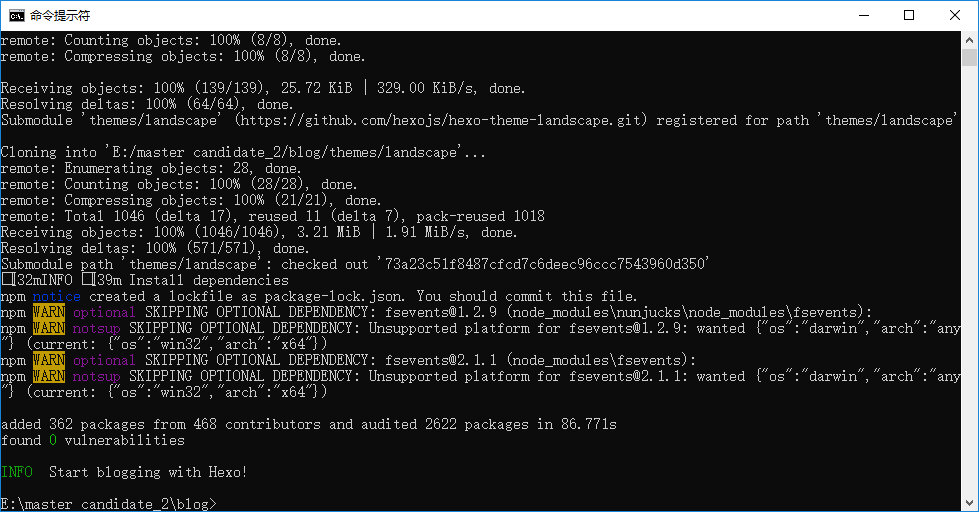 命令提示符
remote: Counting objects: 100% (8/8), done.
remote: Compressing objects: 100% (8/8), done.
Receiving objects: 100% (139/139), 25.72 KiB | 329.00 KiB/s, done.
Resolving deltas: 100% (64/64), done.
Submodule 'themes/landscape' (https://github.com/hexojs/hexo-theme-landscape.git) registered for path 'themes/landscape'
Cloning into 'E:/master candidate_2/blog/themes/landscape'...
remote: Enumerating objects: 28, done.
remote: Counting objects: 100% (28/28), done.
remote: Compressing objects: 100% (21/21), done.
remote: Total 1046 (delta 17), reused 11 (delta 7), pack-reused 1018
Receiving objects: 100% (1046/1046), 3.21 MiB | 1.91 MiB/s, done.
Resolving deltas: 100% (571/571), done.
Submodule path 'themes/landscape': checked out '73a23c51f8487cfcd7c6deec96ccc7543960d350'
[32mINFO [39m Install dependencies
npm notice created a lockfile as package-lock.json. You should commit this file.
npm WARN optional SKIPPING OPTIONAL DEPENDENCY: fsevents@1.2.9 (node_modules\nunjucks\node_modules\fsevents):
npm WARN notsup SKIPPING OPTIONAL DEPENDENCY: Unsupported platform for fsevents@1.2.9: wanted {"os":"darwin","arch":"any
"} (current: {"os":"win32","arch":"x64"})
npm WARN optional SKIPPING OPTIONAL DEPENDENCY: fsevents@2.1.1 (node_modules\fsevents):
npm WARN notsup SKIPPING OPTIONAL DEPENDENCY: Unsupported platform for fsevents@2.1.1: wanted {"os":"darwin","arch":"any
"} (current: {"os":"win32","arch":"x64"})
added 362 packages from 468 contributors and audited 2622 packages in 86.771s
found 0 vulnerabilities
INFO  Start blogging with Hexo!
E:\master candidate_2\blog>